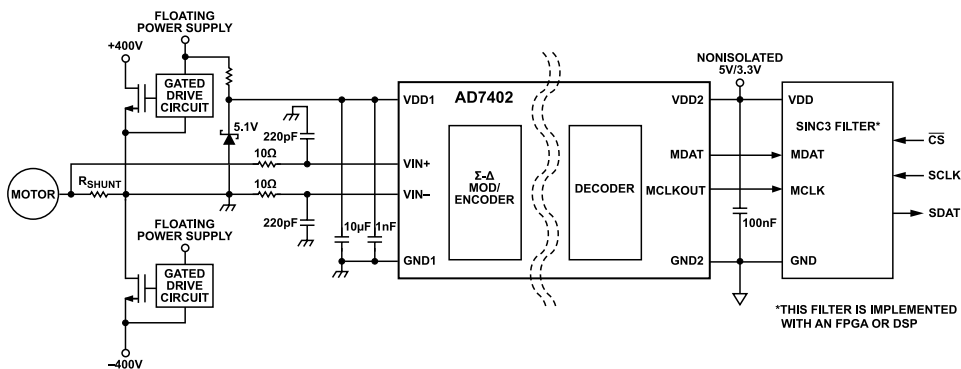 FLOATING
POWER SUPPLY
+400V
GATED
DRIVE
CIRCUIT
5.1V
220pF
10Ω
10Ω
220pF
MOTOR
RSHUNT
FLOATING
POWER SUPPLY
GATED
DRIVE
CIRCUIT
–400V
10µF
1nF
VDD1
VIN+
VIN–
GND1
AD7402
Σ-Δ
MOD/
ENCODER
DECODER
VDD2
MDAT
MCLKOUT
GND2
NONISOLATED
5V/3.3V
100nF
VDD
SINC3 FILTER*
MDAT
MCLK
GND
CS
SCLK
SDAT
*THIS FILTER IS IMPLEMENTED
WITH AN FPGA OR DSP